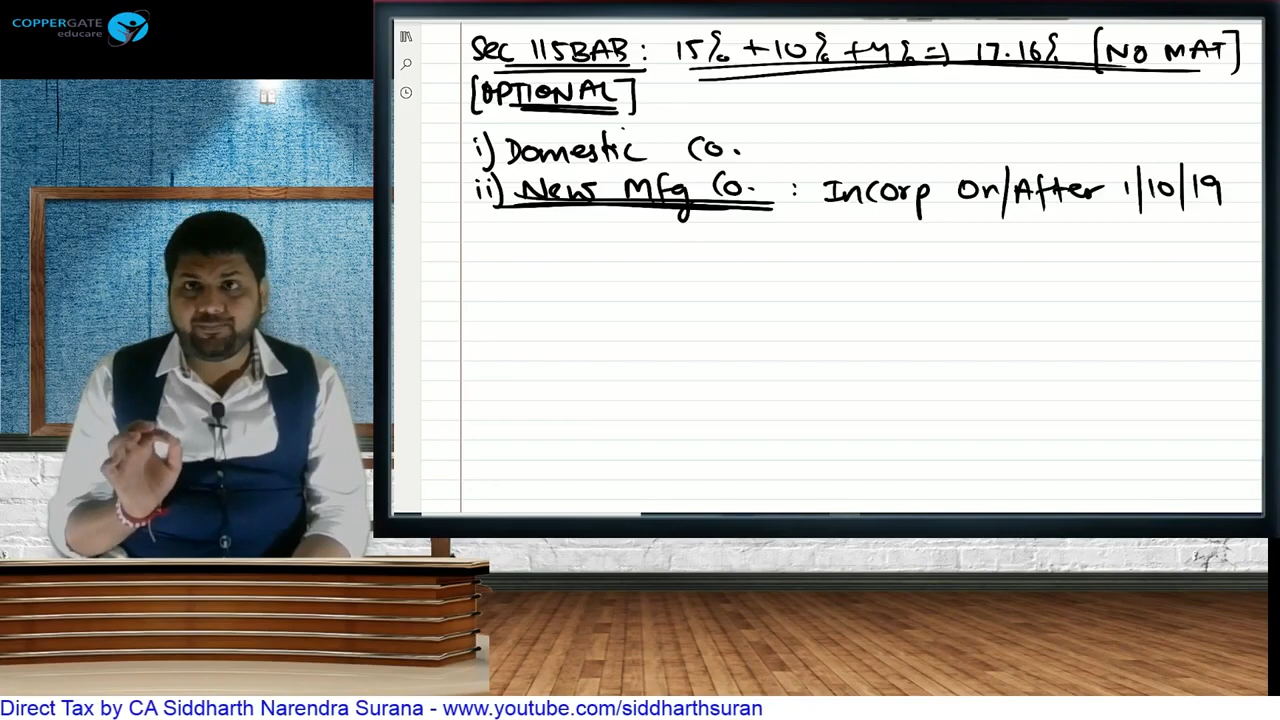 COPPERGATE
educare
Sec 115BAB : 15% + 10% + 4% => 17.16% [NO MAT]
[OPTIONAL]
i) Domestic Co.
ii) New Mfg Co. : Incorp On/After 1/10/19
Direct Tax by CA Siddharth Narendra Surana - www.youtube.com/siddharthsuran